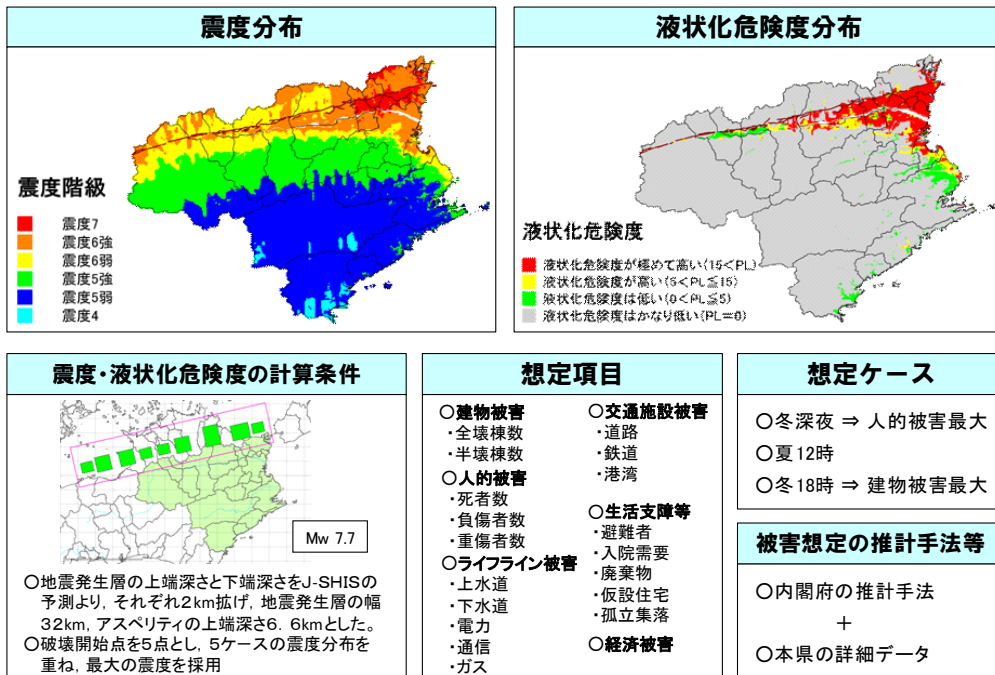 震度分布
震度階級
震度7
震度6強
震度6弱
震度5強
震度5弱
震度4
液状化危険度分布
液状化危険度
液状化危険度が極めて高い(15<PL)
液状化危険度が高い(5<PL≦15)
液状化危険度は低い(0<PL≦5)
液状化危険度はかなり低い(PL=0)
震度・液状化危険度の計算条件
Mw 7.7
○地震発生層の上端深さと下端深さをJ-SHISの
予測より，それぞれ2km拡げ，地震発生層の幅
32km，アスペリティの上端深さ6．6kmとした。
○破壊開始点を5点とし，5ケースの震度分布を
重ね，最大の震度を採用
想定項目
○建物被害
・全壊棟数
・半壊棟数
○人的被害
・死者数
・負傷者数
・重傷者数
○ライフライン被害
・上水道
・下水道
・電力
・通信
・ガス
○交通施設被害
・道路
・鉄道
・港湾
○生活支障等
・避難者
・入院需要
・廃棄物
・仮設住宅
・孤立集落
○経済被害
想定ケース
○冬深夜 ⇒ 人的被害最大
○夏12時
○冬18時 ⇒ 建物被害最大
被害想定の推計手法等
○内閣府の推計手法
＋
○本県の詳細データ